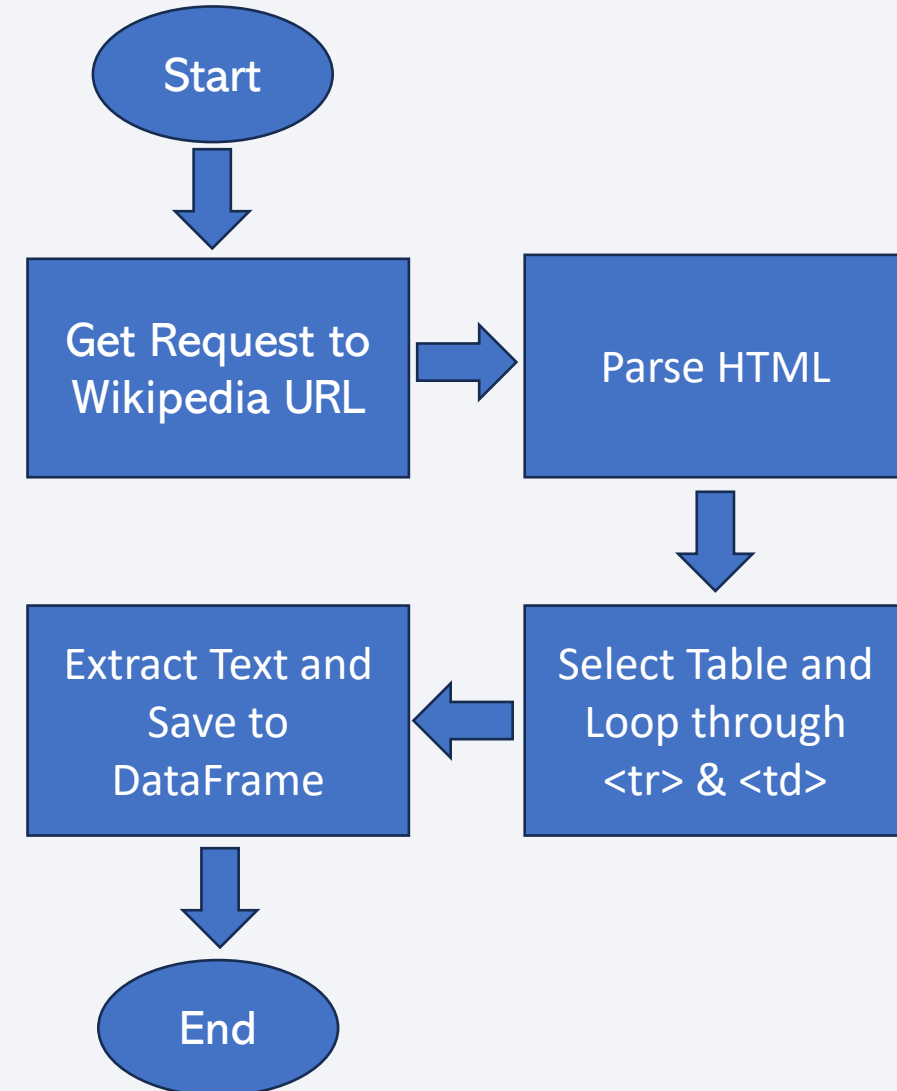 Start
Get Request to
Wikipedia URL
Parse HTML
Select Table and
Loop through
<tr> & <td>
Extract Text and
Save to
DataFrame
End